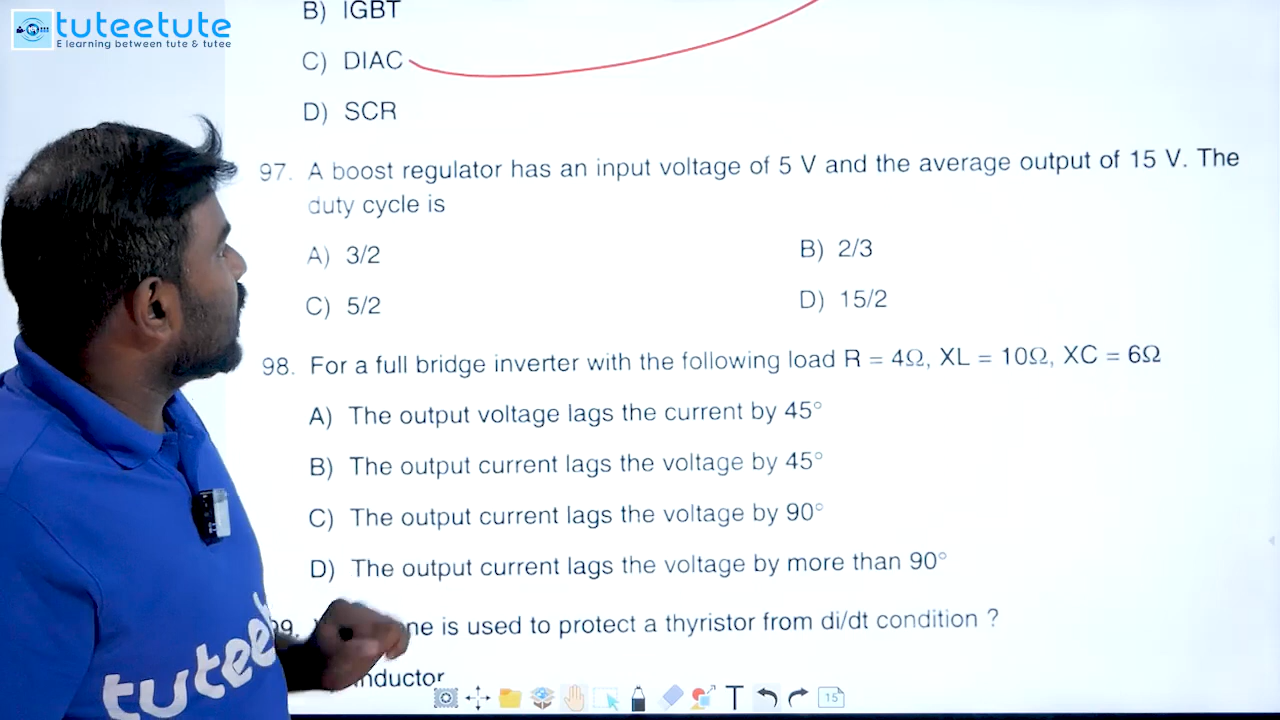 tuteetute
E learning between tute & tutee
B) IGBT
C) DIAC
D) SCR
97. A boost regulator has an input voltage of 5 V and the average output of 15 V. The
duty cycle is
A) 3/2
B) 2/3
C) 5/2
D) 15/2
98. For a full bridge inverter with the following load R = 4Ω, XL = 10Ω, XC = 6Ω
A) The output voltage lags the current by 45°
B) The output current lags the voltage by 45°
C) The output current lags the voltage by 90°
D) The output current lags the voltage by more than 90°
is used to protect a thyristor from di/dt condition ?
T
15